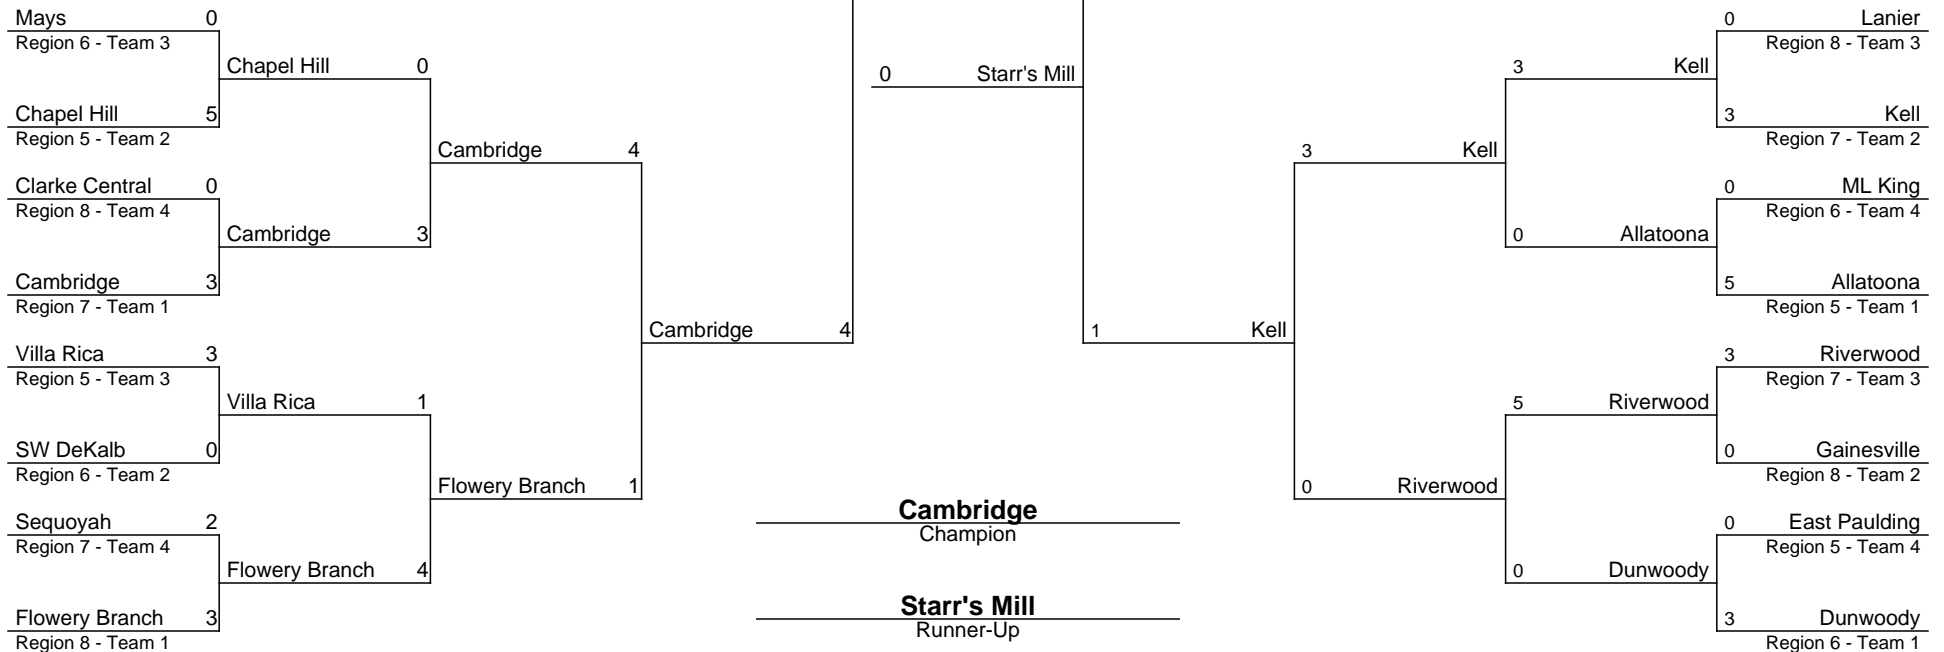 Mays 0
Region 6 - Team 3
Chapel Hill 0
Chapel Hill 5
Region 5 - Team 2
Cambridge 4
Clarke Central 0
Region 8 - Team 4
Cambridge 3
Cambridge 3
Region 7 - Team 1
Cambridge 4
Villa Rica 3
Region 5 - Team 3
Villa Rica 1
SW DeKalb 0
Region 6 - Team 2
Flowery Branch 1
Sequoyah 2
Region 7 - Team 4
Flowery Branch 4
Flowery Branch 3
Region 8 - Team 1
0 Starr's Mill
Cambridge
Champion
Starr's Mill
Runner-Up
0 Lanier
Region 8 - Team 3
3 Kell
3 Kell
Region 7 - Team 2
3 Kell
0 ML King
Region 6 - Team 4
0 Allatoona
5 Allatoona
Region 5 - Team 1
1 Kell
3 Riverwood
Region 7 - Team 3
5 Riverwood
0 Gainesville
Region 8 - Team 2
0 Riverwood
0 East Paulding
Region 5 - Team 4
0 Dunwoody
3 Dunwoody
Region 6 - Team 1